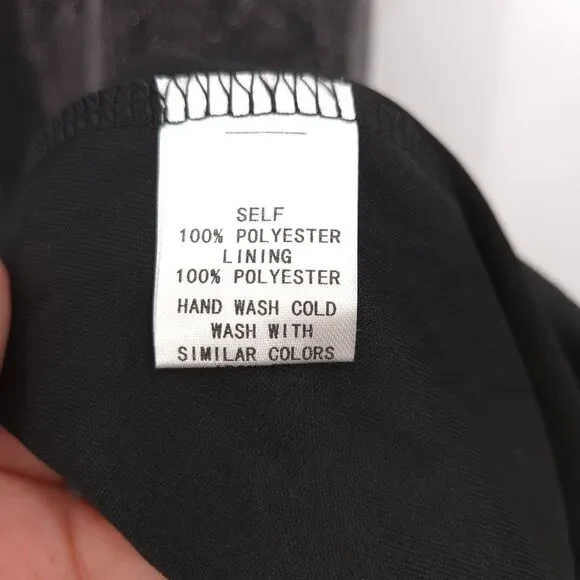 SELF
100% POLYESTER
LINING
100% POLYESTER
HAND WASH COLD
WASH WITH
SIMILAR COLORS